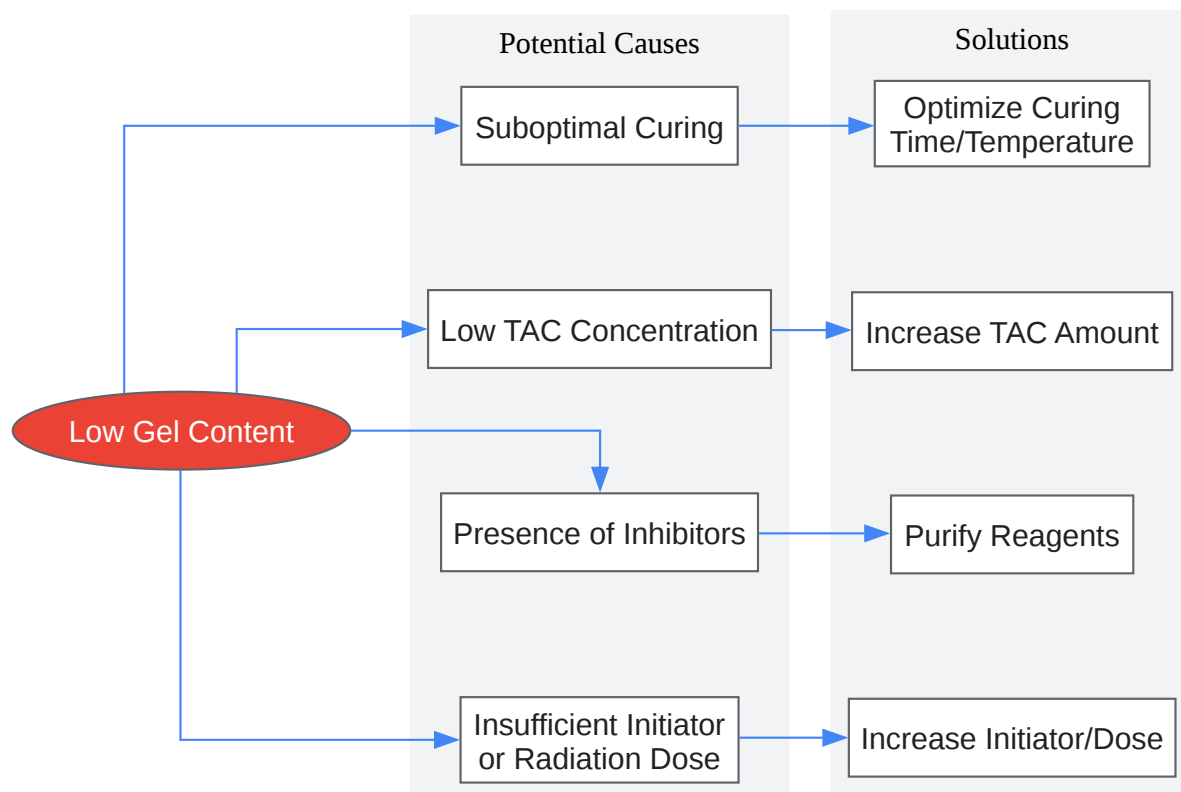 Potential Causes
Solutions
Suboptimal Curing
Optimize Curing
Time/Temperature
Low TAC Concentration
Increase TAC Amount
Low Gel Content
Presence of Inhibitors
Purify Reagents
Insufficient Initiator
or Radiation Dose
Increase Initiator/Dose